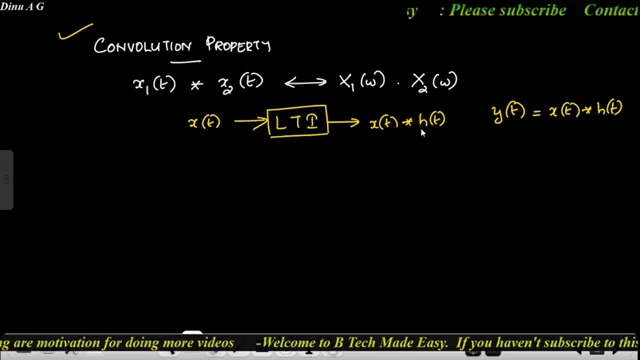 Dinu A G
y : Please subscribe Contact
CONVOLUTION PROPERTY
x₁(t) * x₂(t) ⟷ X₁(ω) · X₂(ω)
x(t) → LTI → x(t) * h(t)
y(t) = x(t) * h(t)
ng are motivation for doing more videos -Welcome to B Tech Made Easy. If you haven't subscribe to this